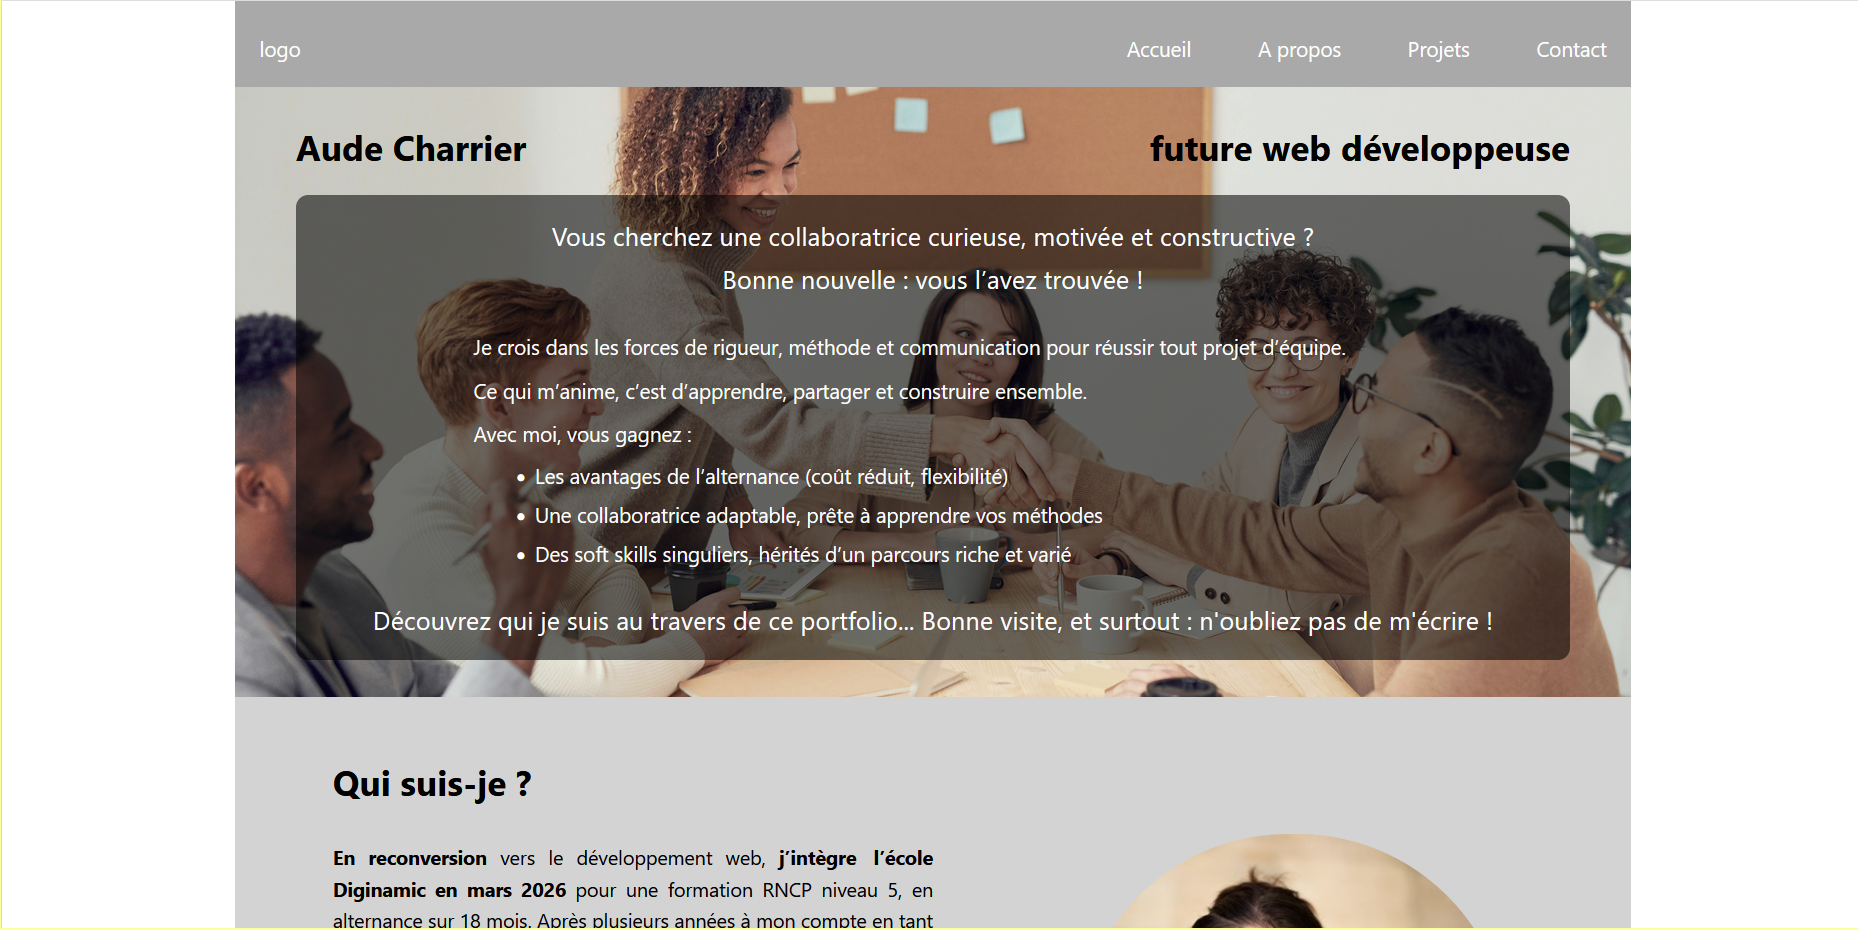 logo
Accueil
A propos
Projets
Contact
Aude Charrier
future web développeuse
Vous cherchez une collaboratrice curieuse, motivée et constructive ?
Bonne nouvelle : vous l’avez trouvée !
Je crois dans les forces de rigueur, méthode et communication pour réussir tout projet d’équipe.
Ce qui m’anime, c’est d’apprendre, partager et construire ensemble.
Avec moi, vous gagnez :
• Les avantages de l’alternance (coût réduit, flexibilité)
• Une collaboratrice adaptable, prête à apprendre vos méthodes
• Des soft skills singuliers, hérités d’un parcours riche et varié
Découvrez qui je suis au travers de ce portfolio... Bonne visite, et surtout : n'oubliez pas de m'écrire !
Qui suis-je ?
En reconversion vers le développement web, j’intègre l’école
Diginamic en mars 2026 pour une formation RNCP niveau 5, en
alternance sur 18 mois. Après plusieurs années à mon compte en tant